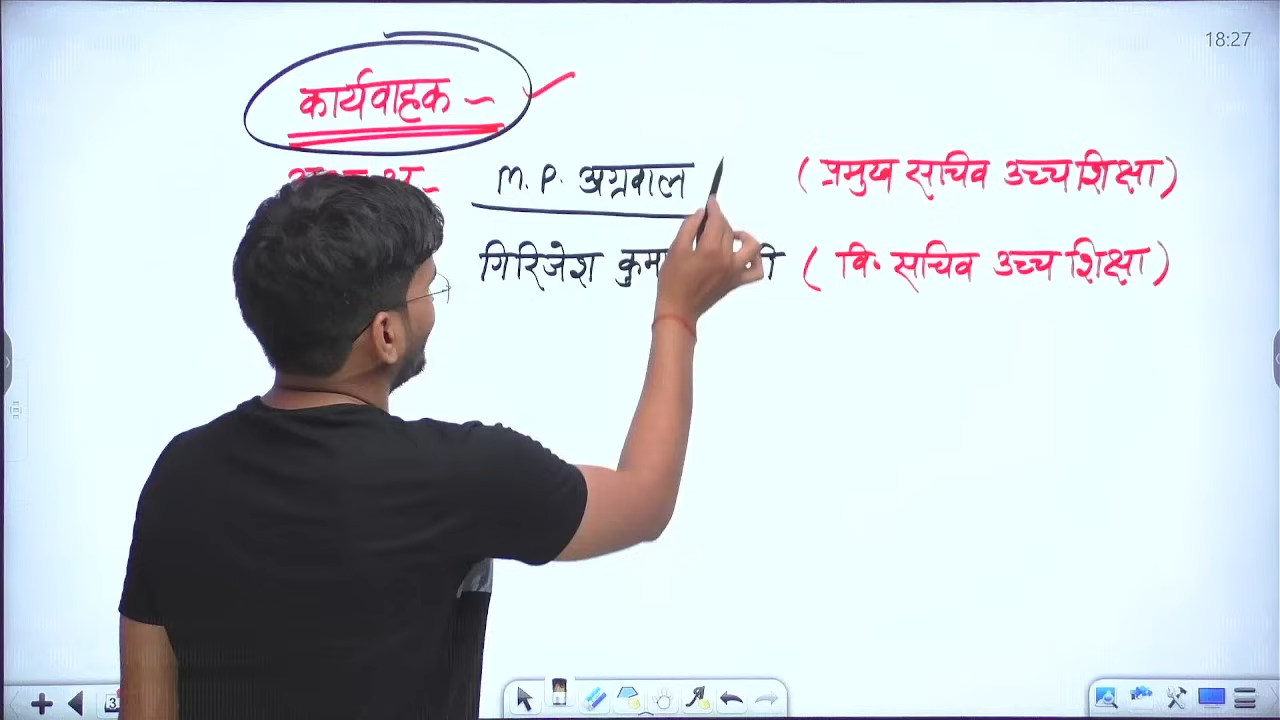 18:27
कार्यवाहक -
M. P. अग्रवाल (प्रमुख सचिव उच्च शिक्षा)
गिरिजेश (वि. सचिव उच्च शिक्षा)